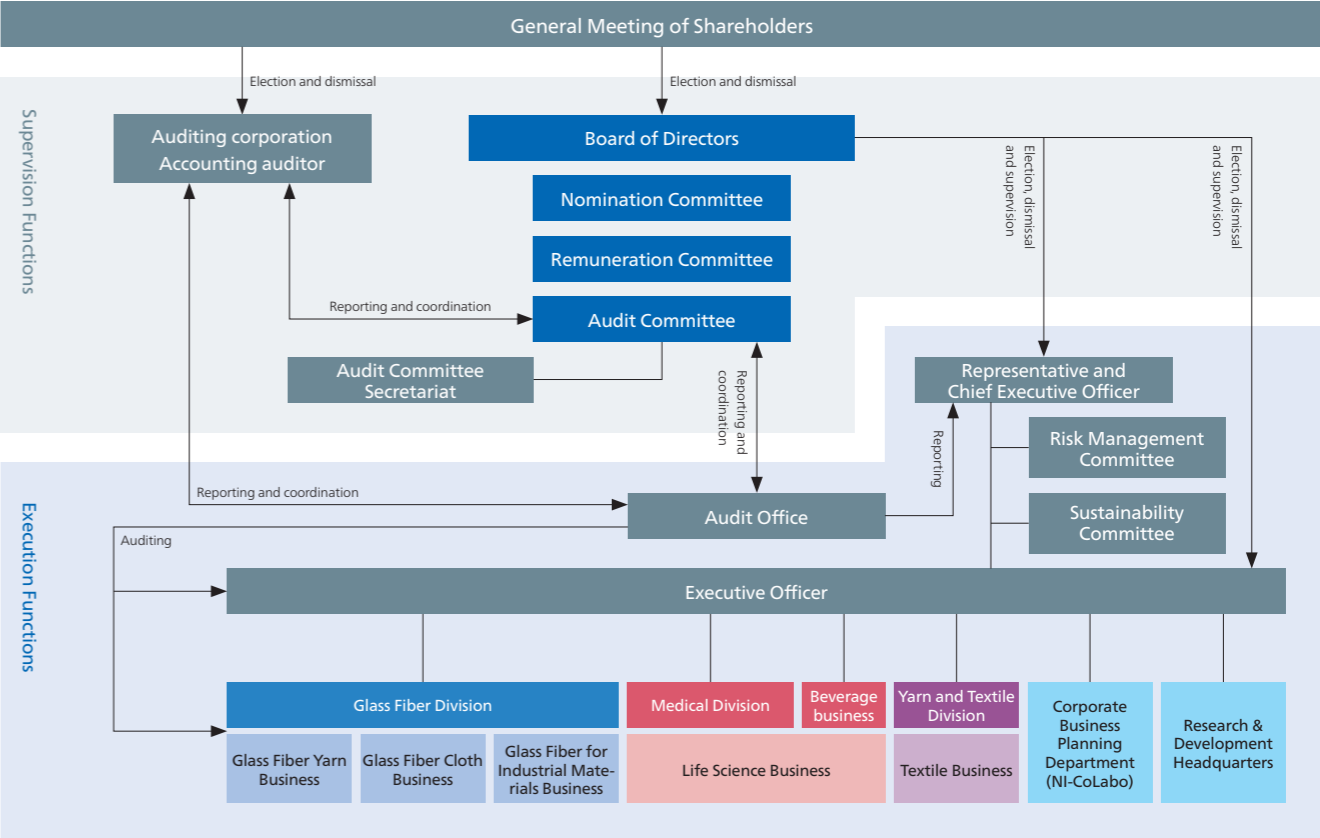 General Meeting of Shareholders
Election and dismissal
Election and dismissal
Supervision Functions
Auditing corporation
Accounting auditor
Board of Directors
Election, dismissal
and supervision
Election, dismissal
and supervision
Nomination Committee
Remuneration Committee
Reporting and coordination
Audit Committee
Audit Committee
Secretariat
Reporting and
coordination
Representative and
Chief Executive Officer
Reporting
Risk Management
Committee
Execution Functions
Reporting and coordination
Audit Office
Sustainability
Committee
Auditing
Executive Officer
Glass Fiber Division
Medical Division
Beverage
business
Yarn and Textile
Division
Corporate
Business
Planning
Department
(NI-CoLabo)
Research &
Development
Headquarters
Glass Fiber Yarn
Business
Glass Fiber Cloth
Business
Glass Fiber for
Industrial Mate-
rials Business
Life Science Business
Textile Business